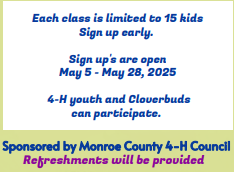 Each class is limited to 15 kids
Sign up early.
Sign up's are open
May 5 - May 28, 2025
4-H youth and Cloverbuds
can participate.
Sponsored by Monroe County 4-H Council
Refreshments will be provided